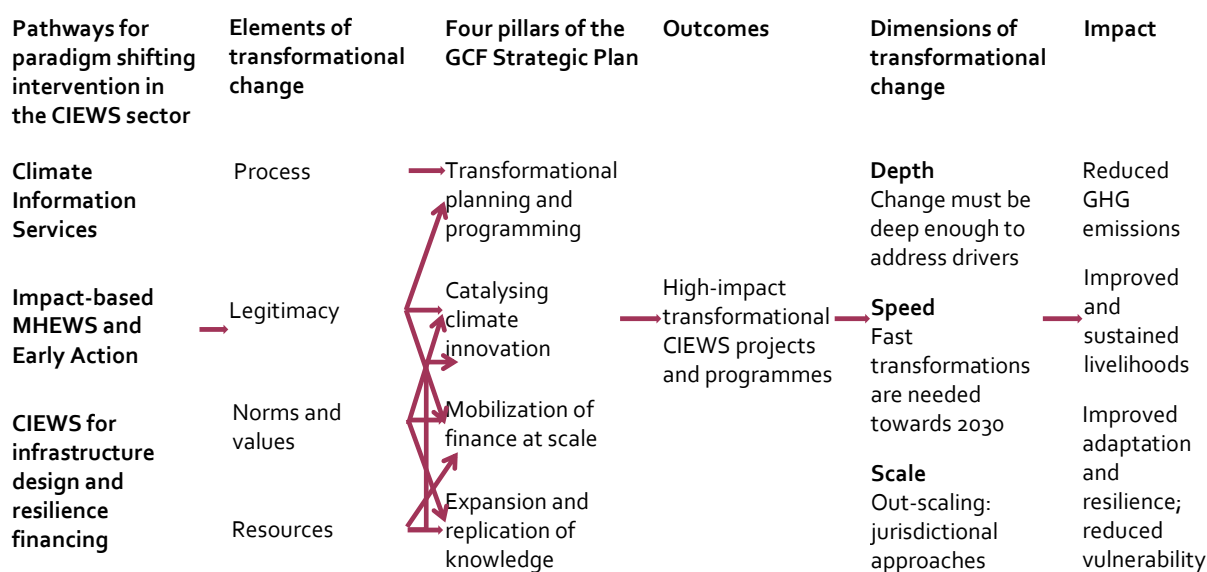 Pathways for
paradigm shifting
intervention in
the CIEWS sector
Elements of
transformational
change
Four pillars of the
GCF Strategic Plan
Outcomes
Dimensions of
transformational
change
Impact
Climate
Information
Services
Impact-based
MHEWS and
Early Action
CIEWS for
infrastructure
design and
resilience
financing
Process
Legitimacy
Norms and
values
Resources
Transformational
planning and
programming
Catalysing
climate
innovation
Mobilization of
finance at scale
Expansion and
replication of
knowledge
High-impact
transformational
CIEWS projects
and programmes
Depth
Change must be
deep enough to
address drivers
Speed
Fast
transformations
are needed
towards 2030
Scale
Out-scaling:
jurisdictional
approaches
Reduced
GHG
emissions
Improved
and
sustained
livelihoods
Improved
adaptation
and
resilience;
reduced
vulnerability